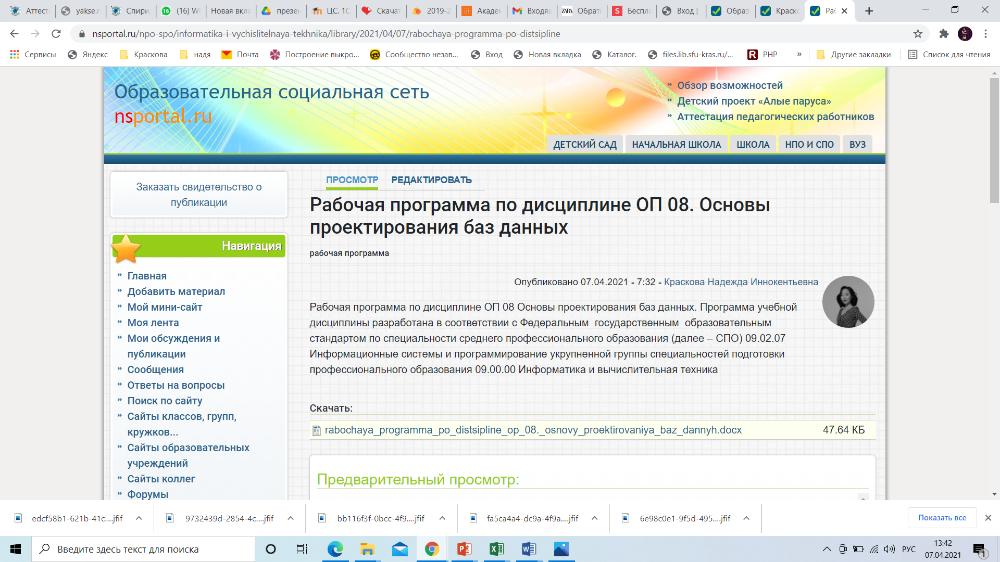 Аттеста
yakse.r
Спирид
(16) W
Новая вкла
презен
ЦС. 1С
Скачат
2019-2
Академ
Входящ
ZARA
Обрат
Беспла
Вход |
Образо
Краско
Раб
nsportal.ru/npo-spo/informatika-i-vychislitelnaya-tekhnika/library/2021/04/07/rabochaya-programma-po-distsipline
Сервисы
Яндекс
Краскова
надя
Почта
Построение выкро...
Сообщество незав...
Вход
Новая вкладка
Каталог.
files.lib.sfu-kras.ru/...
PHP
»
Другие закладки
Список для чтения
Образовательная социальная сеть
nsportal.ru
Обзор возможностей
Детский проект «Алые паруса»
Аттестация педагогических работников
ДЕТСКИЙ САД
НАЧАЛЬНАЯ ШКОЛА
ШКОЛА
НПО И СПО
ВУЗ
Заказать свидетельство о
публикации
Навигация
Главная
Добавить материал
Мой мини-сайт
Моя лента
Мои обсуждения и
публикации
Сообщения
Ответы на вопросы
Поиск по сайту
Сайты классов, групп,
кружков...
Сайты образовательных
учреждений
Сайты коллег
Форумы
ПРОСМОТР
РЕДАКТИРОВАТЬ
Рабочая программа по дисциплине ОП 08. Основы
проектирования баз данных
рабочая программа
Опубликовано 07.04.2021 - 7:32 - Краскова Надежда Иннокентьевна
Рабочая программа по дисциплине ОП 08 Основы проектирования баз данных. Программа учебной
дисциплины разработана в соответствии с Федеральным государственным образовательным
стандартом по специальности среднего профессионального образования (далее – СПО) 09.02.07
Информационные системы и программирование укрупненной группы специальностей подготовки
профессионального образования 09.00.00 Информатика и вычислительная техника
Скачать:
rabochaya_programma_po_distsipline_op_08._osnovy_proektirovaniya_baz_dannyh.docx 47.64 КБ
Предварительный просмотр:
edcf58b1-621b-41c....jfif
9732439d-2854-4c....jfif
bb116f3f-0bcc-4f9....jfif
fa5ca4a4-dc9a-4f9a....jfif
6e98c0e1-9f5d-495....jfif
Показать все
Введите здесь текст для поиска
РУС
13:42
07.04.2021
1